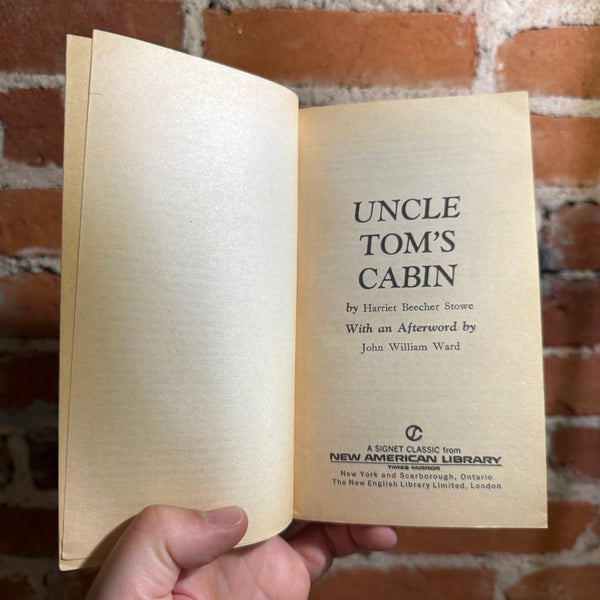 UNCLE
TOM'S
CABIN
by Harriet Beecher Stowe
With an Afterword by
John William Ward
A SIGNET CLASSIC from
NEW AMERICAN LIBRARY
TIMES MIRROR
New York and Scarborough, Ontario
The New English Library Limited, London